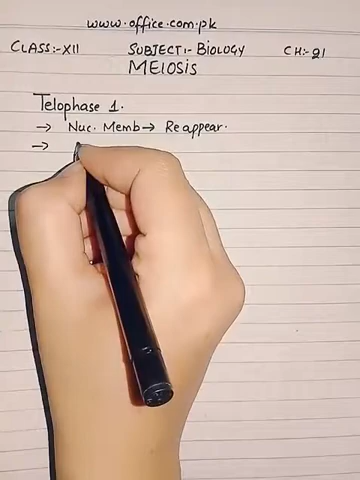 www.office.com.pk
CLASS:-XII SUBJECT:- BIOLOGY CH:-21
MEIOSIS
Telophase 1.
→ Nuc. Memb → Reappear.
→